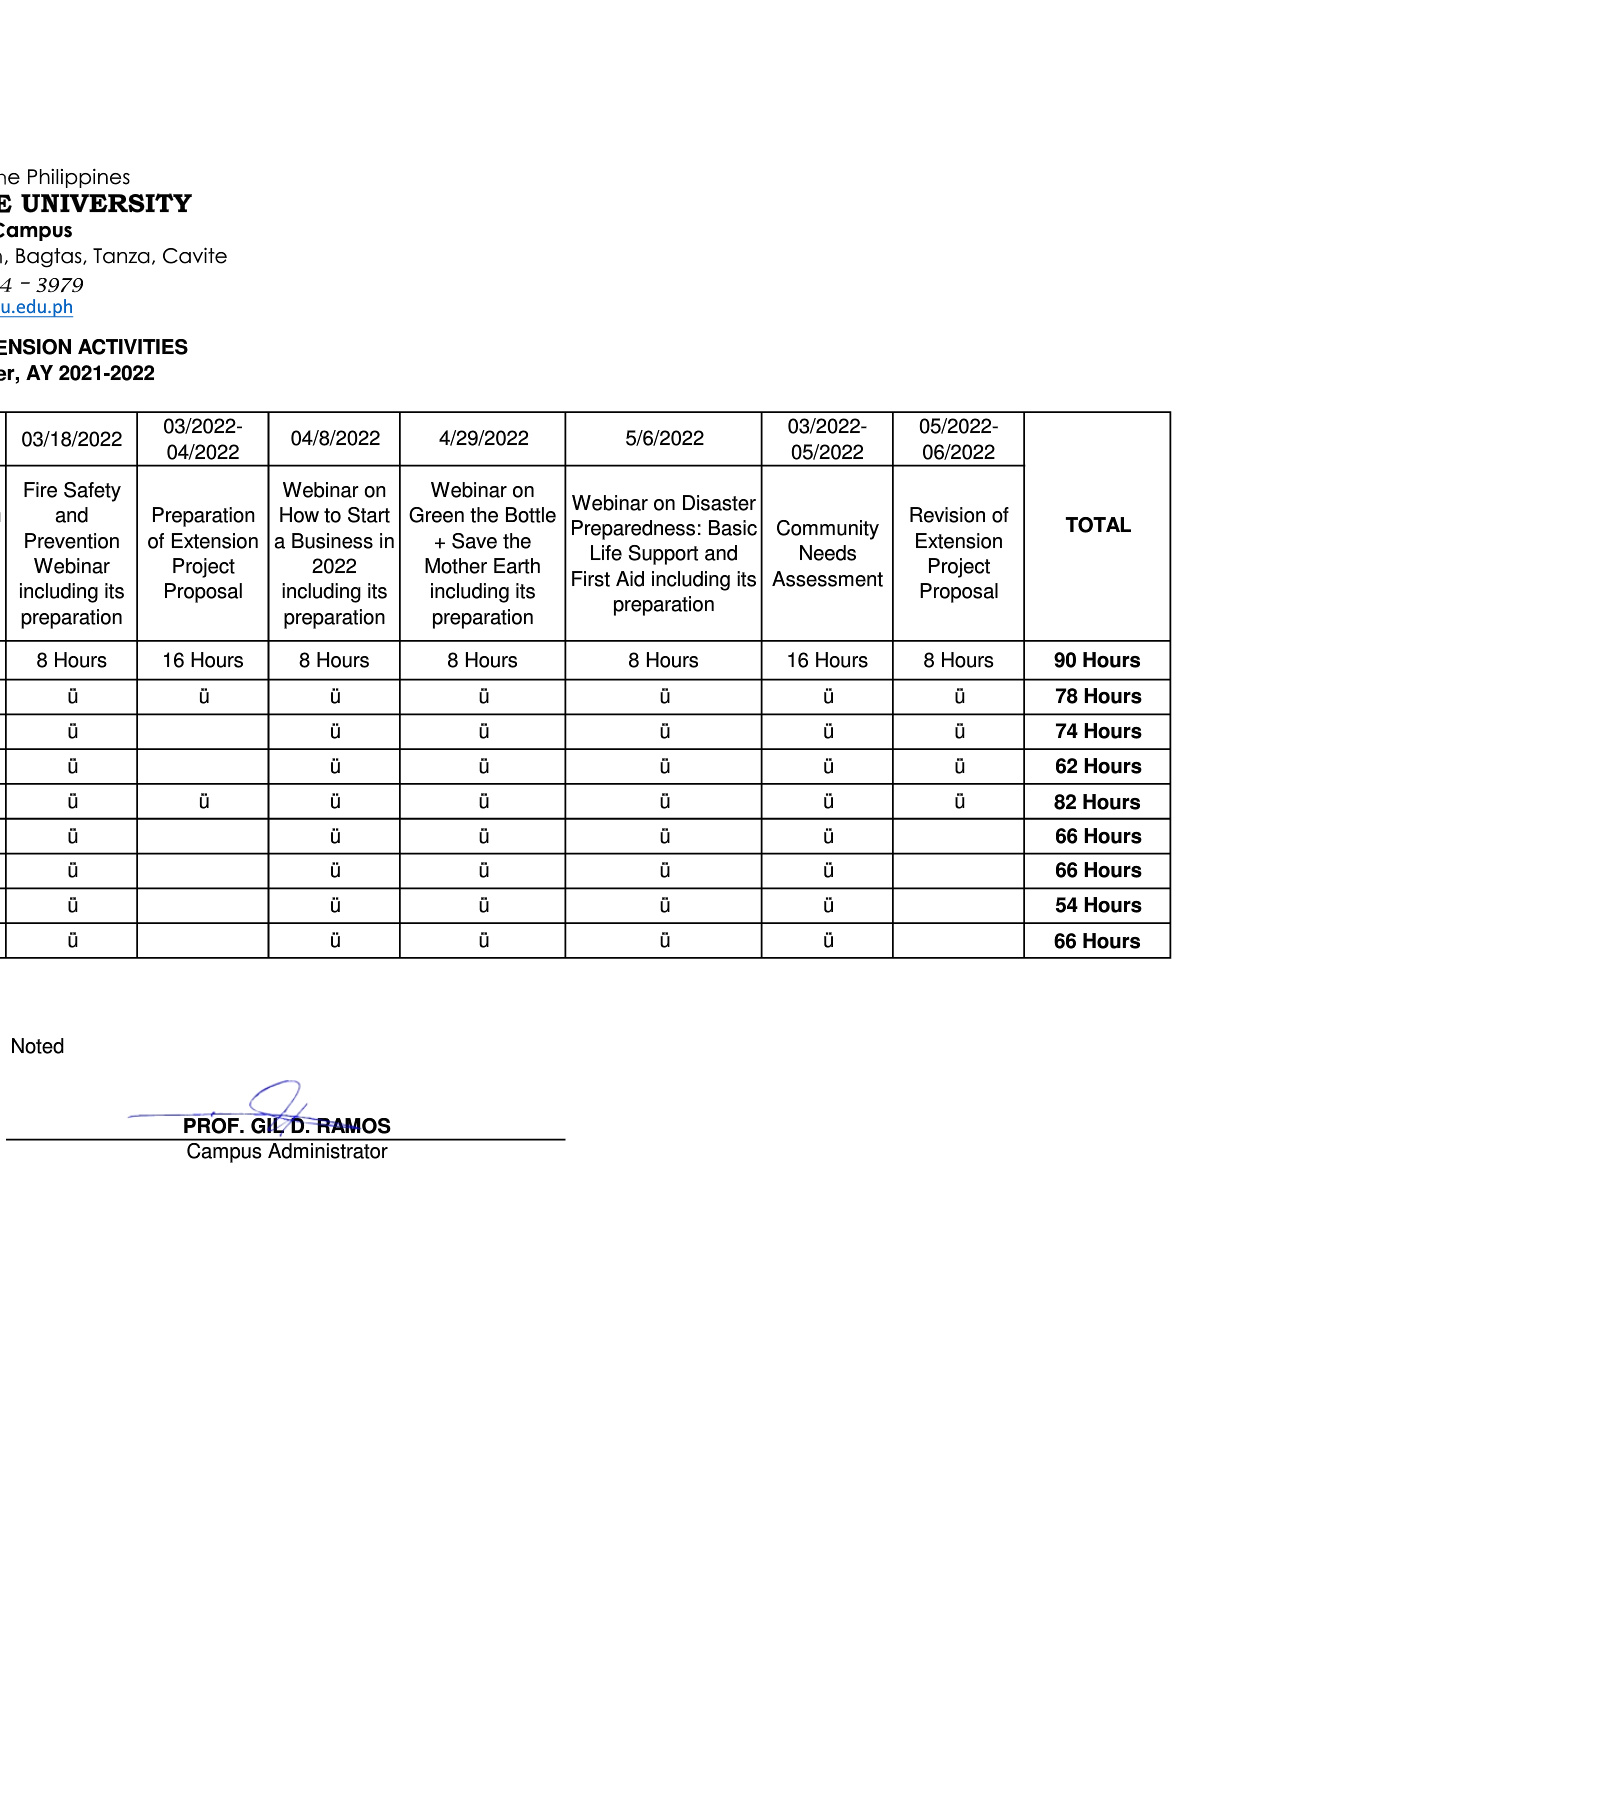 ne Philippines
E UNIVERSITY
Campus
n, Bagtas, Tanza, Cavite
4 – 3979
u.edu.ph
ENSION ACTIVITIES
er, AY 2021-2022
03/18/2022 03/2022-04/2022 04/8/2022 4/29/2022 5/6/2022 03/2022-05/2022 05/2022-06/2022 TOTAL
Fire Safety and Prevention Webinar including its preparation
Preparation of Extension Project Proposal
Webinar on How to Start a Business in 2022 including its preparation
Webinar on Green the Bottle + Save the Mother Earth including its preparation
Webinar on Disaster Preparedness: Basic Life Support and First Aid including its preparation
Community Needs Assessment
Revision of Extension Project Proposal
8 Hours 16 Hours 8 Hours 8 Hours 8 Hours 16 Hours 8 Hours 90 Hours
ü ü ü ü ü ü ü 78 Hours
ü ü ü ü ü ü 74 Hours
ü ü ü ü ü ü 62 Hours
ü ü ü ü ü ü ü 82 Hours
ü ü ü ü ü 66 Hours
ü ü ü ü ü 66 Hours
ü ü ü ü ü 54 Hours
ü ü ü ü ü 66 Hours
Noted
PROF. GIL D. RAMOS
Campus Administrator